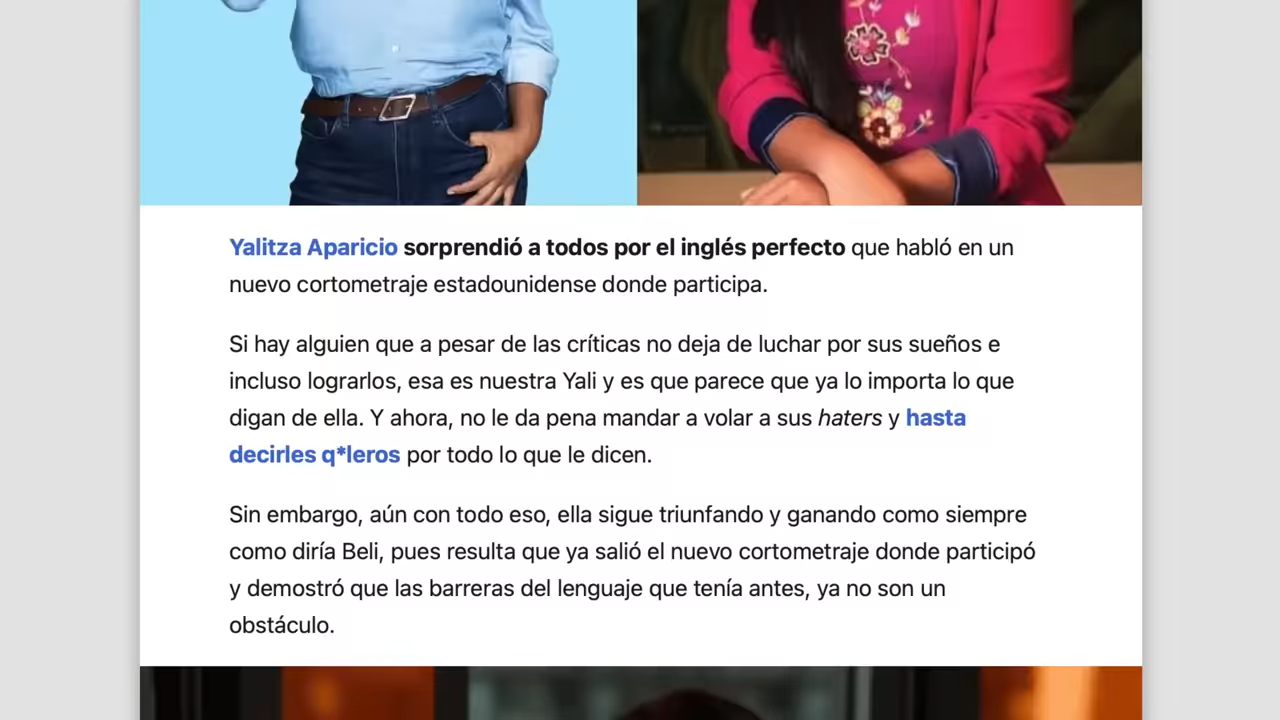 Yalitza Aparicio sorprendió a todos por el inglés perfecto que habló en un
nuevo cortometraje estadounidense donde participa.
Si hay alguien que a pesar de las críticas no deja de luchar por sus sueños e
incluso lograrlos, esa es nuestra Yali y es que parece que ya lo importa lo que
digan de ella. Y ahora, no le da pena mandar a volar a sus haters y hasta
decirles q*leros por todo lo que le dicen.
Sin embargo, aún con todo eso, ella sigue triunfando y ganando como siempre
como diría Beli, pues resulta que ya salió el nuevo cortometraje donde participó
y demostró que las barreras del lenguaje que tenía antes, ya no son un
obstáculo.